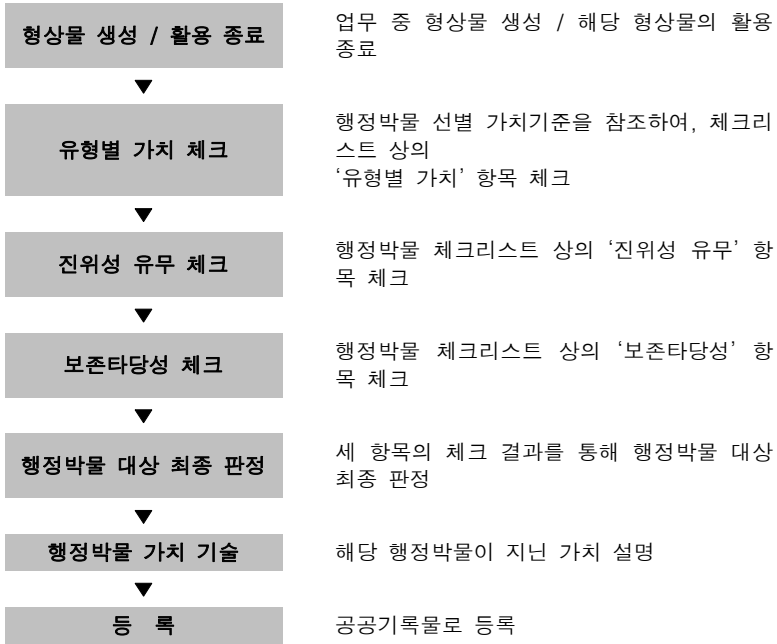 형상물 생성 / 활용 종료
업무 중 형상물 생성 / 해당 형상물의 활용
종료
▼
유형별 가치 체크
행정박물 선별 가치기준을 참조하여, 체크리
스트 상의
‘유형별 가치’ 항목 체크
▼
진위성 유무 체크
행정박물 체크리스트 상의 ‘진위성 유무’ 항
목 체크
▼
보존타당성 체크
행정박물 체크리스트 상의 ‘보존타당성’ 항
목 체크
▼
행정박물 대상 최종 판정
세 항목의 체크 결과를 통해 행정박물 대상
최종 판정
▼
행정박물 가치 기술
해당 행정박물이 지닌 가치 설명
▼
등 록
공공기록물로 등록